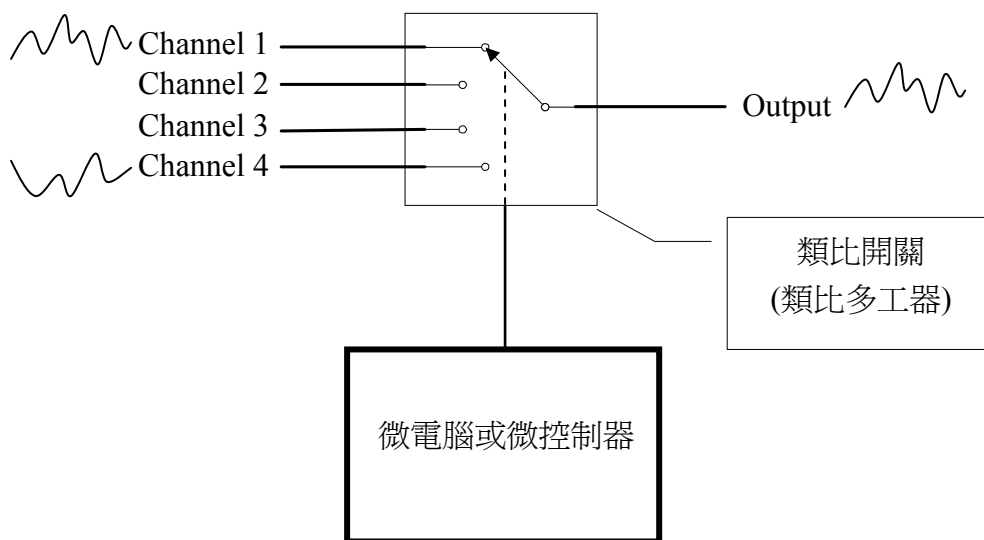 Channel 1
Channel 2
Channel 3
Channel 4
Output
類比開關
(類比多工器)
微電腦或微控制器